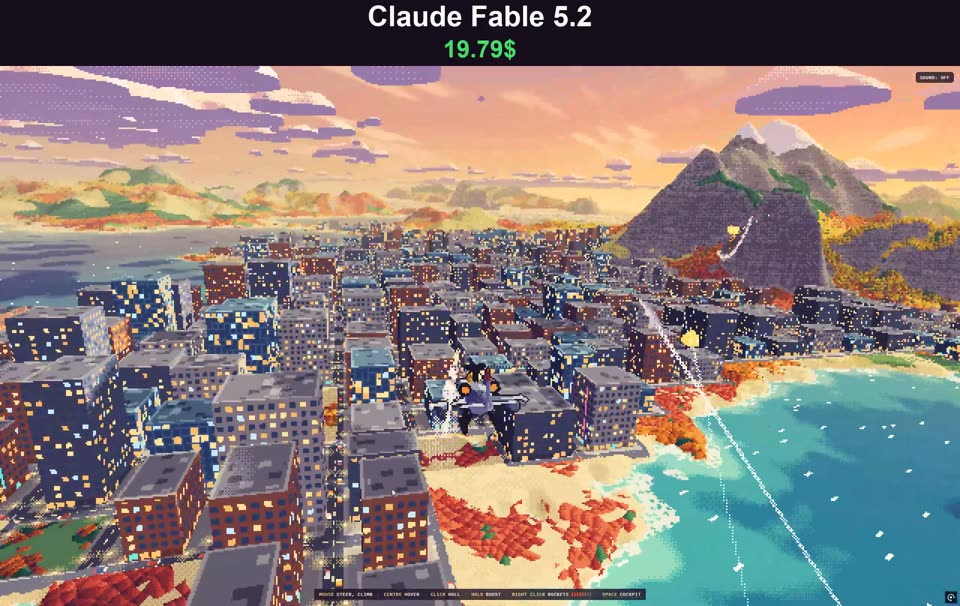 Claude Fable 5.2
19.79$
SOUND: OFF
MOUSE STEER, CLIMB CENTRE HOVER CLICK ROLL HOLD BOOST RIGHT CLICK ROCKETS SPACE COCKPIT